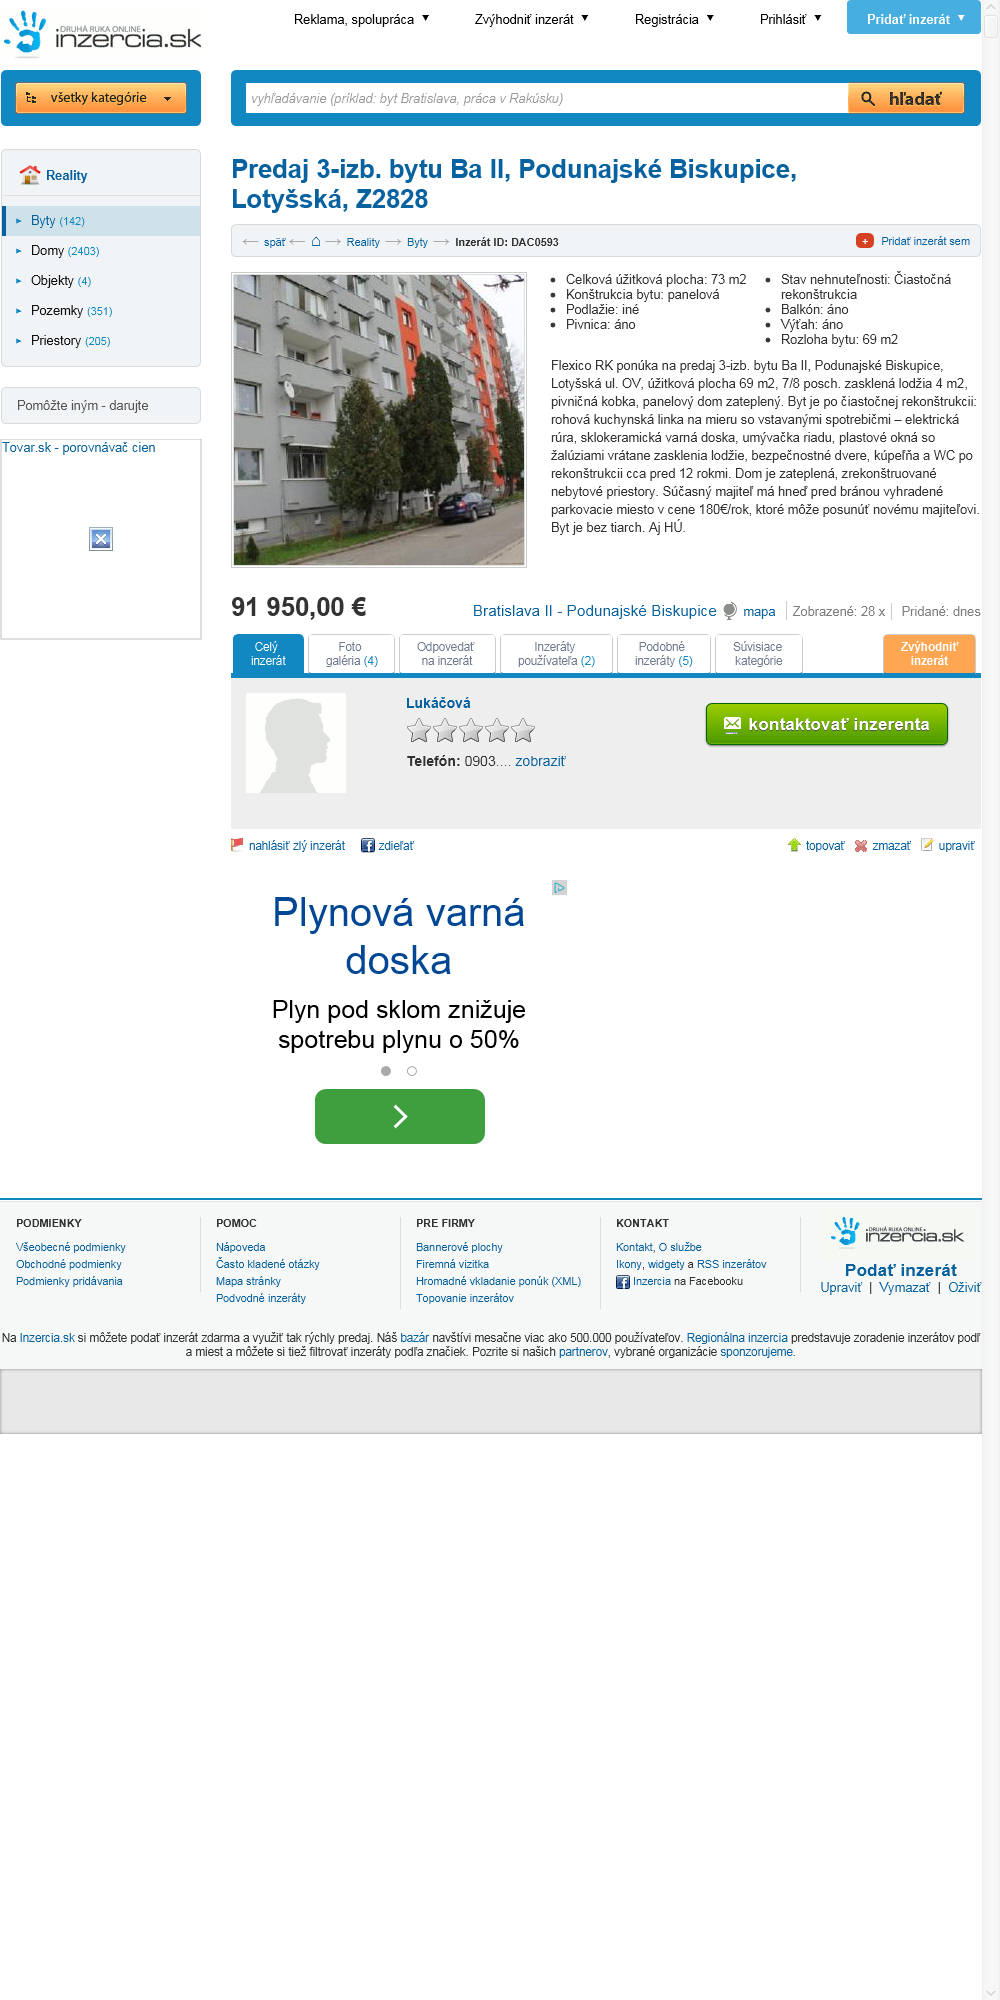 DRUHÁ RUKA ONLINE
inzercia.sk
Reklama, spolupráca
Zvýhodniť inzerát
Registrácia
Prihlásiť
Pridať inzerát
všetky kategórie
vyhľadávanie (príklad: byt Bratislava, práca v Rakúsku)
hľadať
Reality
Byty (142)
Domy (2403)
Objekty (4)
Pozemky (351)
Priestory (205)
Pomôžte iným - darujte
Tovar.sk - porovnávač cien
Predaj 3-izb. bytu Ba II, Podunajské Biskupice,
Lotyšská, Z2828
späť
Reality
Byty
Inzerát ID: DAC0593
Pridať inzerát sem
Celková úžitková plocha: 73 m2
Konštrukcia bytu: panelová
Podlažie: iné
Pivnica: áno
Stav nehnuteľnosti: Čiastočná
rekonštrukcia
Balkón: áno
Výťah: áno
Rozloha bytu: 69 m2
Flexico RK ponúka na predaj 3-izb. bytu Ba II, Podunajské Biskupice,
Lotyšská ul. OV, úžitková plocha 69 m2, 7/8 posch. zasklená lodžia 4 m2,
pivničná kobka, panelový dom zateplený. Byt je po čiastočnej rekonštrukcii:
rohová kuchynská linka na mieru so vstavanými spotrebičmi – elektrická
rúra, sklokeramická varná doska, umývačka riadu, plastové okná so
žalúziami vrátane zasklenia lodžie, bezpečnostné dvere, kúpeľňa a WC po
rekonštrukcii cca pred 12 rokmi. Dom je zateplená, zrekonštruované
nebytové priestory. Súčasný majiteľ má hneď pred bránou vyhradené
parkovacie miesto v cene 180€/rok, ktoré môže posunúť novému majiteľovi.
Byt je bez tiarch. Aj HÚ.
91 950,00 €
Bratislava II - Podunajské Biskupice
mapa
Zobrazené: 28 x
Pridané: dnes
Celý
inzerát
Foto
galéria (4)
Odpovedať
na inzerát
Inzeráty
používateľa (2)
Podobné
inzeráty (5)
Súvisiace
kategórie
Zvýhodniť
inzerát
Lukáčová
Telefón: 0903.... zobraziť
kontaktovať inzerenta
nahlásiť zlý inzerát
zdieľať
topovať
zmazať
upraviť
Plynová varná
doska
Plyn pod sklom znižuje
spotrebu plynu o 50%
PODMIENKY
Všeobecné podmienky
Obchodné podmienky
Podmienky pridávania
POMOC
Nápoveda
Často kladené otázky
Mapa stránky
Podvodné inzeráty
PRE FIRMY
Bannerové plochy
Firemná vizitka
Hromadné vkladanie ponúk (XML)
Topovanie inzerátov
KONTAKT
Kontakt, O službe
Ikony, widgety a RSS inzerátov
Inzercia na Facebooku
DRUHÁ RUKA ONLINE
inzercia.sk
Podať inzerát
Upraviť | Vymazať | Oživiť
Na Inzercia.sk si môžete podať inzerát zdarma a využiť tak rýchly predaj. Náš bazár navštívi mesačne viac ako 500.000 používateľov. Regionálna inzercia predstavuje zoradenie inzerátov podľ
a miest a môžete si tiež filtrovať inzeráty podľa značiek. Pozrite si našich partnerov, vybrané organizácie sponzorujeme.